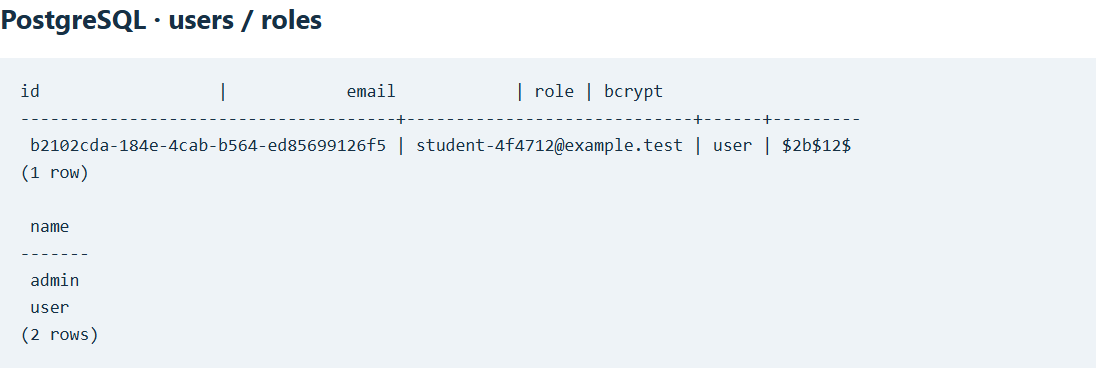 PostgreSQL · users / roles
id                  |            email            | role | bcrypt
--------------------------------------+-----------------------------+------+---------
 b2102cda-184e-4cab-b564-ed85699126f5 | student-4f4712@example.test | user | $2b$12$
(1 row)
 name
-------
 admin
 user
(2 rows)